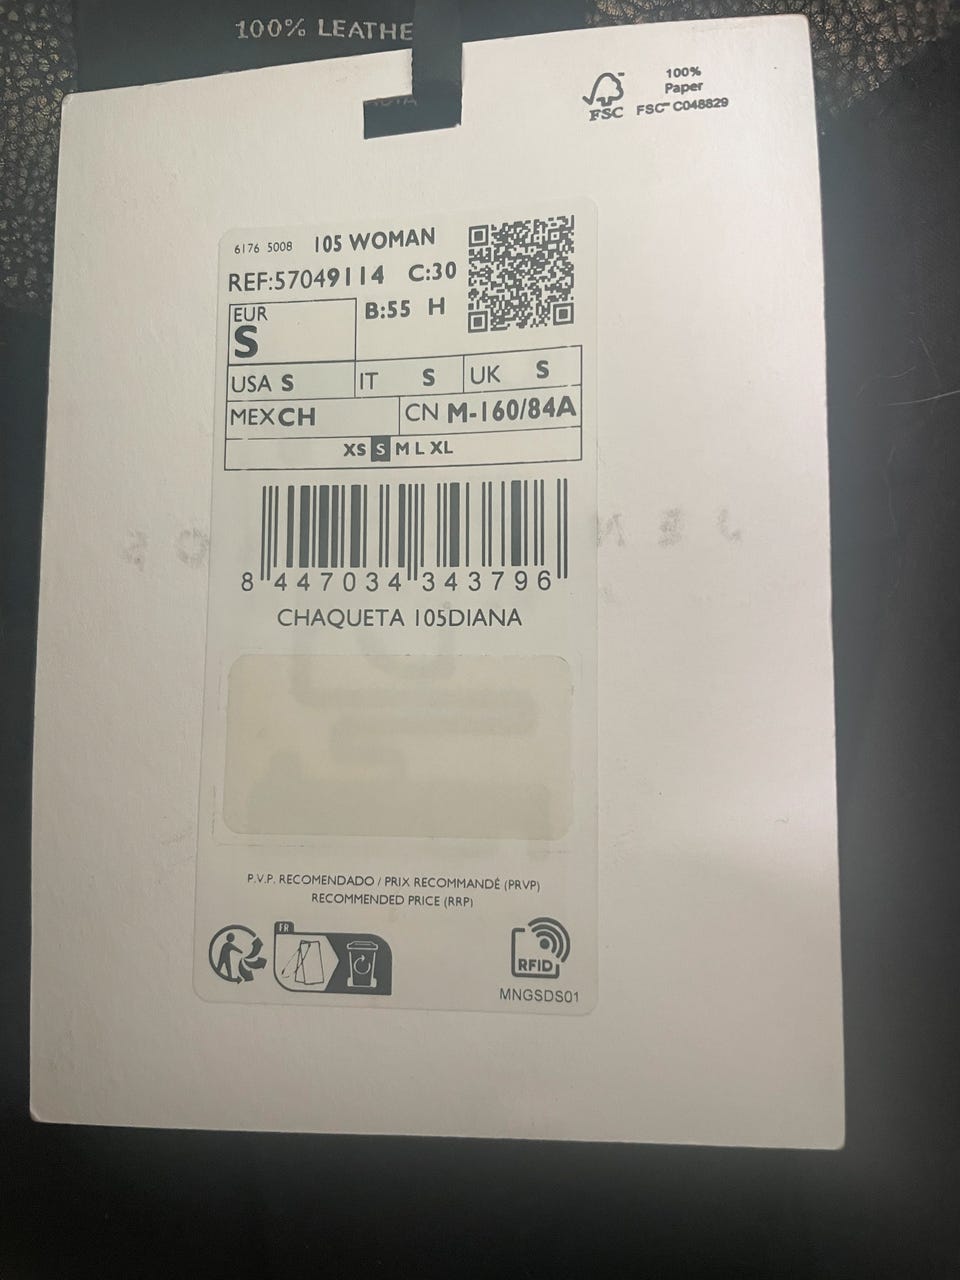 100% LEATHE
FSC
100%
Paper
FSC™ C048829
6176 5008 105 WOMAN
REF:57049114 C:30
EUR
S
B:55 H
USA S IT S UK S
MEX CH CN M-160/84A
XS S M L XL
8 447034 343796
CHAQUETA 105DIANA
P.V.P. RECOMENDADO / PRIX RECOMMANDÉ (PRVP)
RECOMMENDED PRICE (RRP)
FR
RFID
MNGSDS01